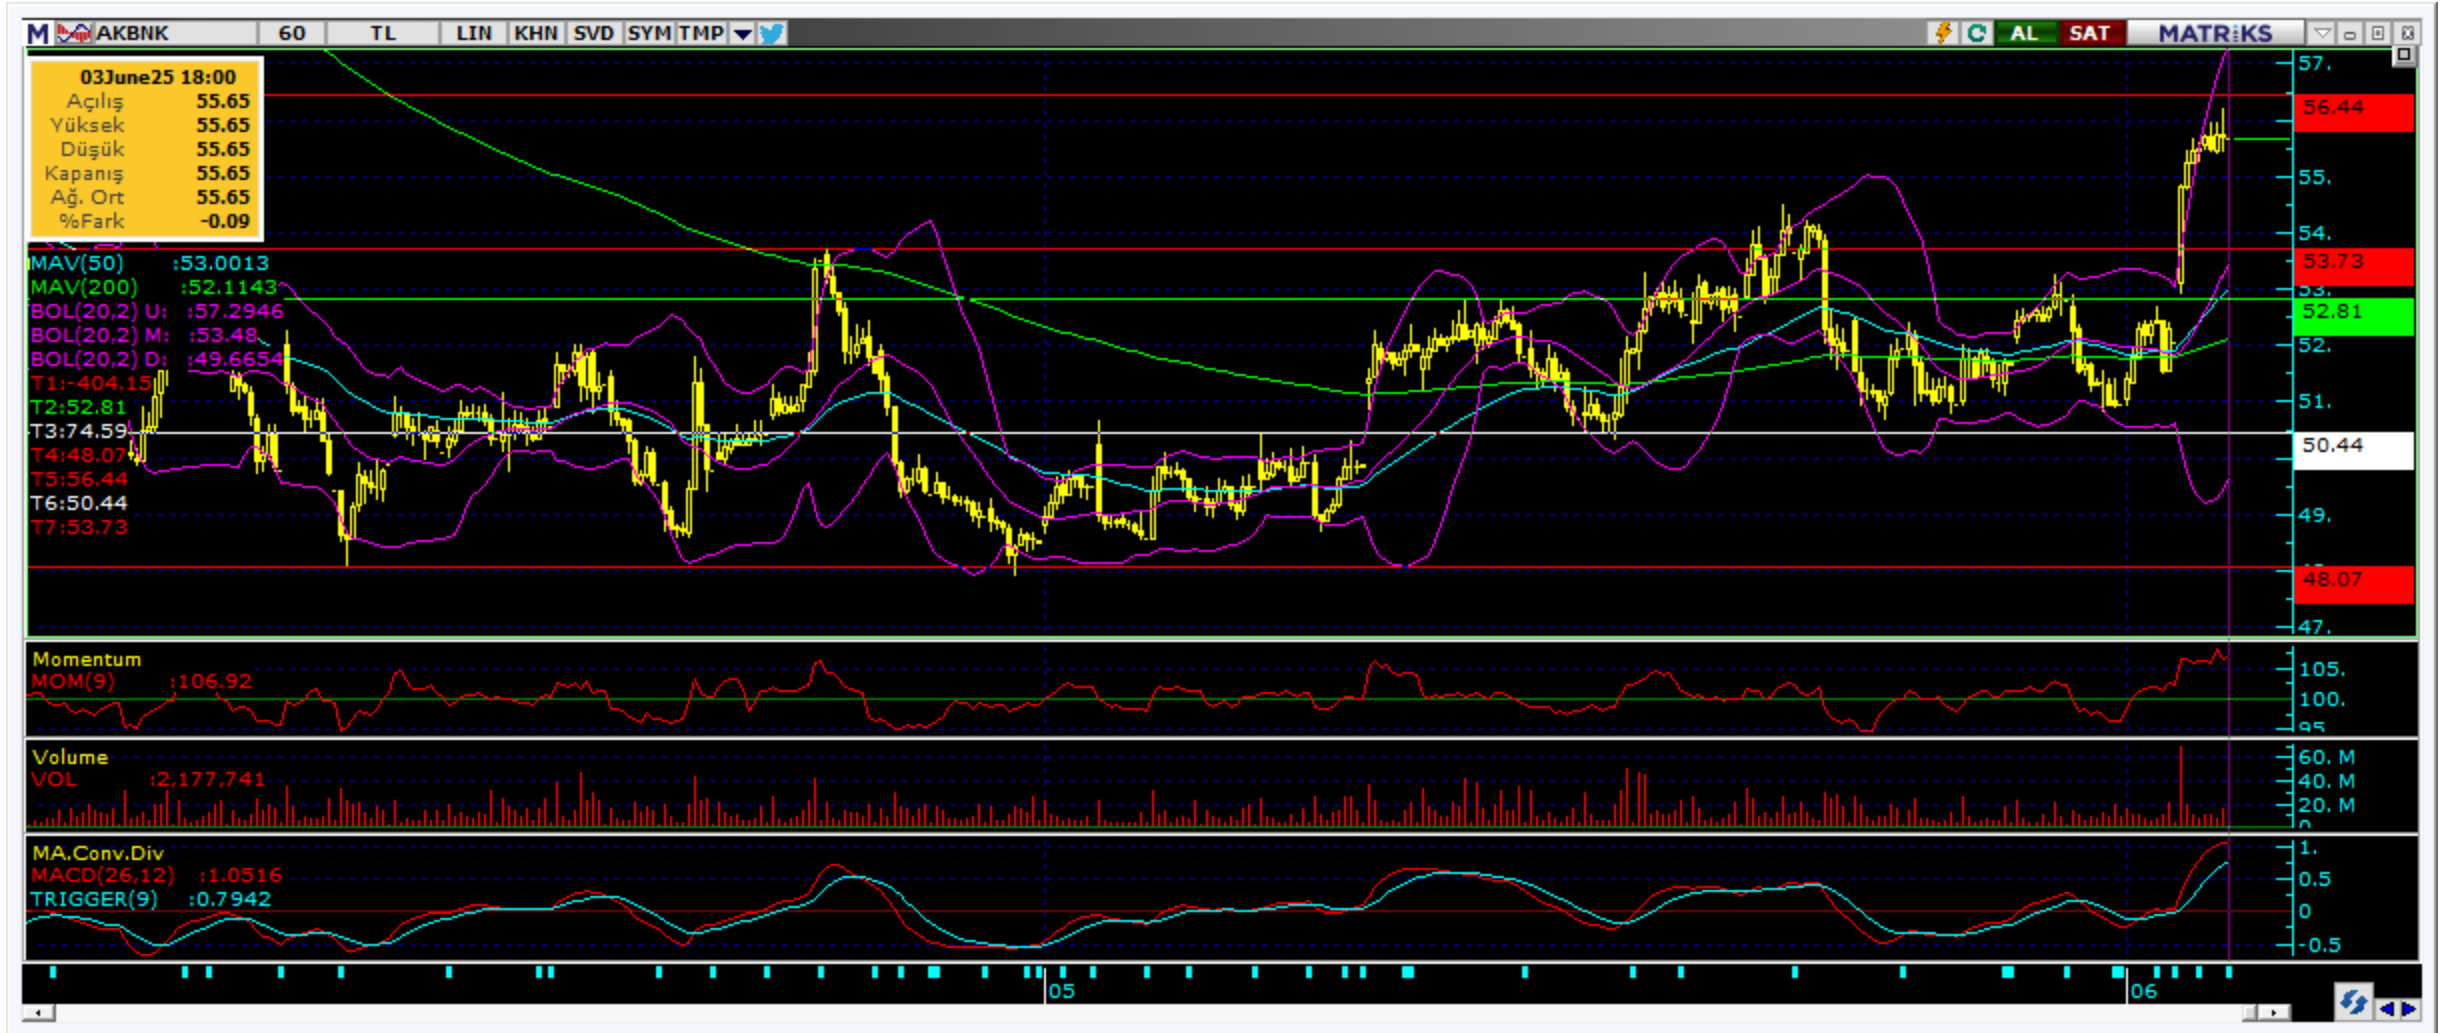 M AKBNK 60 TL LIN KHN SVD SYM TMP AL SAT MATRiKS
03June25 18:00
Açılış 55.65
Yüksek 55.65
Düşük 55.65
Kapanış 55.65
Ağ. Ort 55.65
%Fark -0.09
MAV(50) :53.0013
MAV(200) :52.1143
BOL(20,2) U: :57.2946
BOL(20,2) M: :53.48
BOL(20,2) D: :49.6654
T1:-404.15
T2:52.81
T3:74.59
T4:48.07
T5:56.44
T6:50.44
T7:53.73
57.
56.44
55.
54.
53.73
53.
52.81
52.
51.
50.44
49.
48.07
47.
Momentum
MOM(9) :106.92
105.
100.
95
Volume
VOL :2,177,741
60. M
40. M
20. M
0
MA.Conv.Div
MACD(26,12) :1.0516
TRIGGER(9) :0.7942
1.
0.5
0
-0.5
05 06